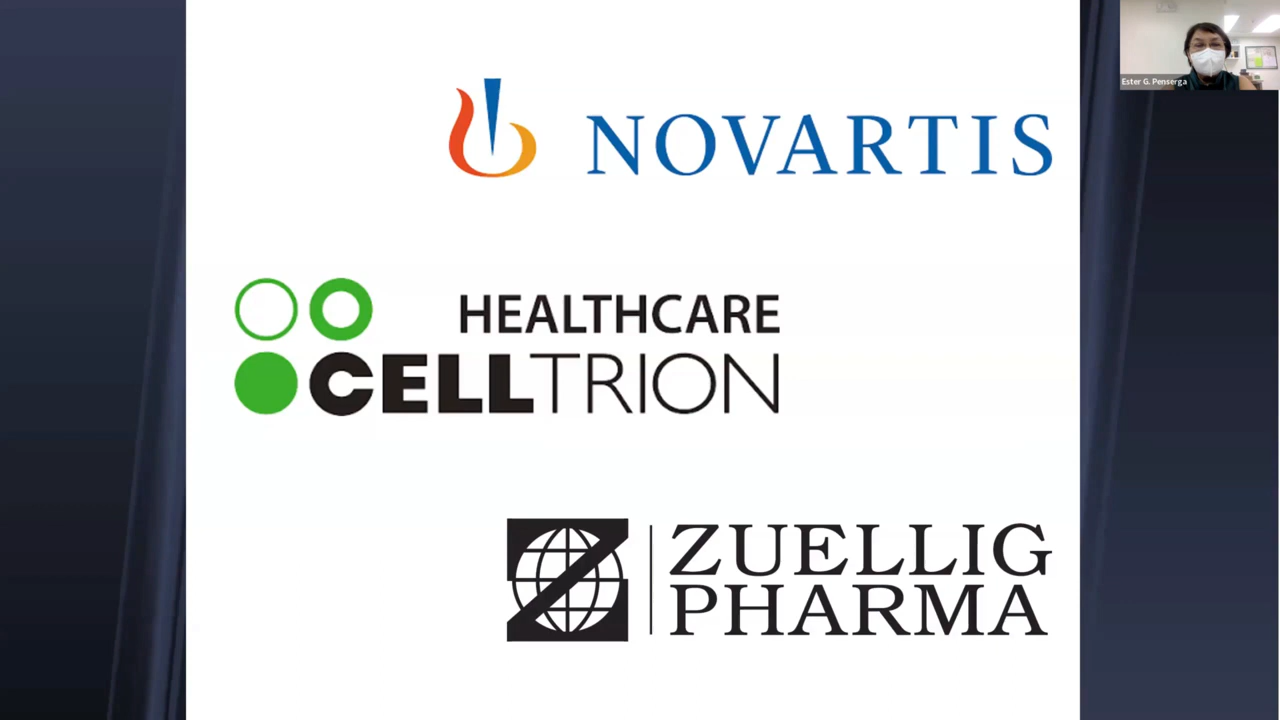 Ester G. Penserga
NOVARTIS
HEALTHCARE
CELLTRION
ZUELLIG
PHARMA